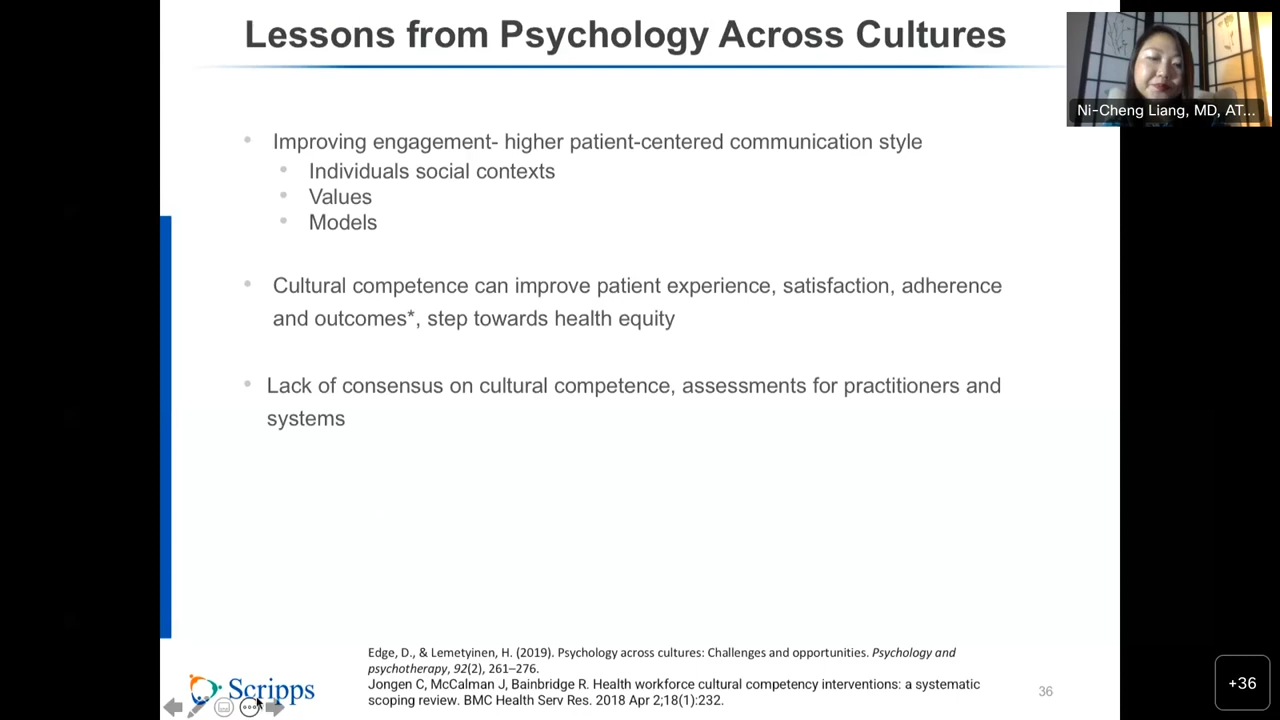 Lessons from Psychology Across Cultures
Ni-Cheng Liang, MD, AT...
• Improving engagement- higher patient-centered communication style
• Individuals social contexts
• Values
• Models
• Cultural competence can improve patient experience, satisfaction, adherence
and outcomes*, step towards health equity
• Lack of consensus on cultural competence, assessments for practitioners and
systems
Edge, D., & Lemetyinen, H. (2019). Psychology across cultures: Challenges and opportunities. Psychology and
psychotherapy, 92(2), 261–276.
Jongen C, McCalman J, Bainbridge R. Health workforce cultural competency interventions: a systematic
scoping review. BMC Health Serv Res. 2018 Apr 2;18(1):232.
Scripps
36
+36